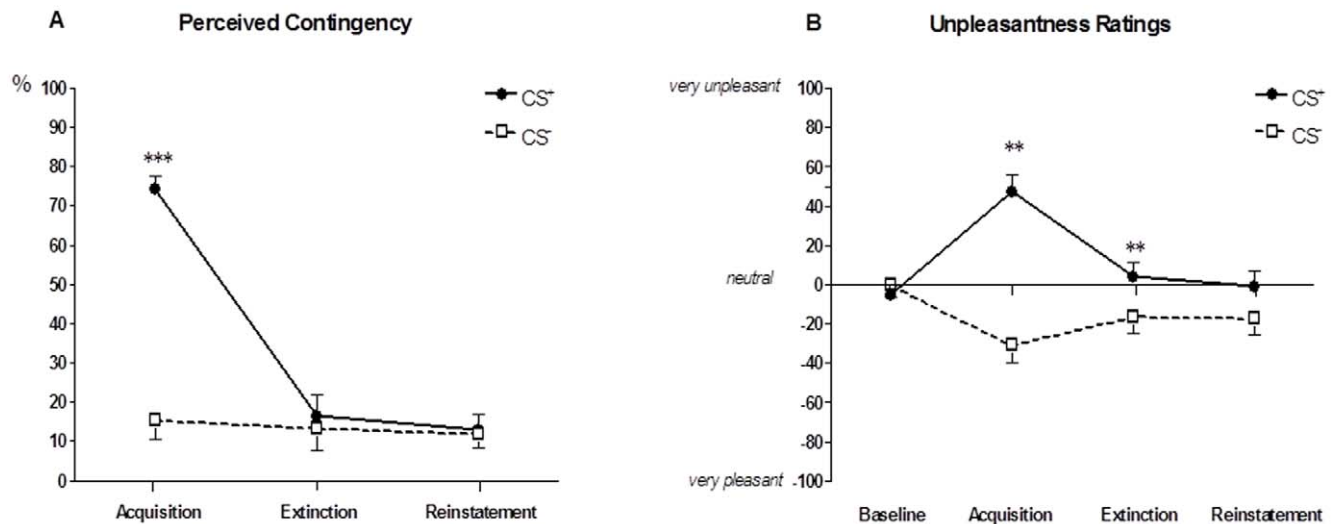 A Perceived Contingency
%
100
90
80
70
60
50
40
30
20
10
0
***
CS+
CS-
Acquisition Extinction Reinstatement
B Unpleasantness Ratings
very unpleasant 100
80
60
40
20
neutral 0
-20
-40
-60
-80
very pleasant -100
**
**
CS+
CS-
Baseline Acquisition Extinction Reinstatement